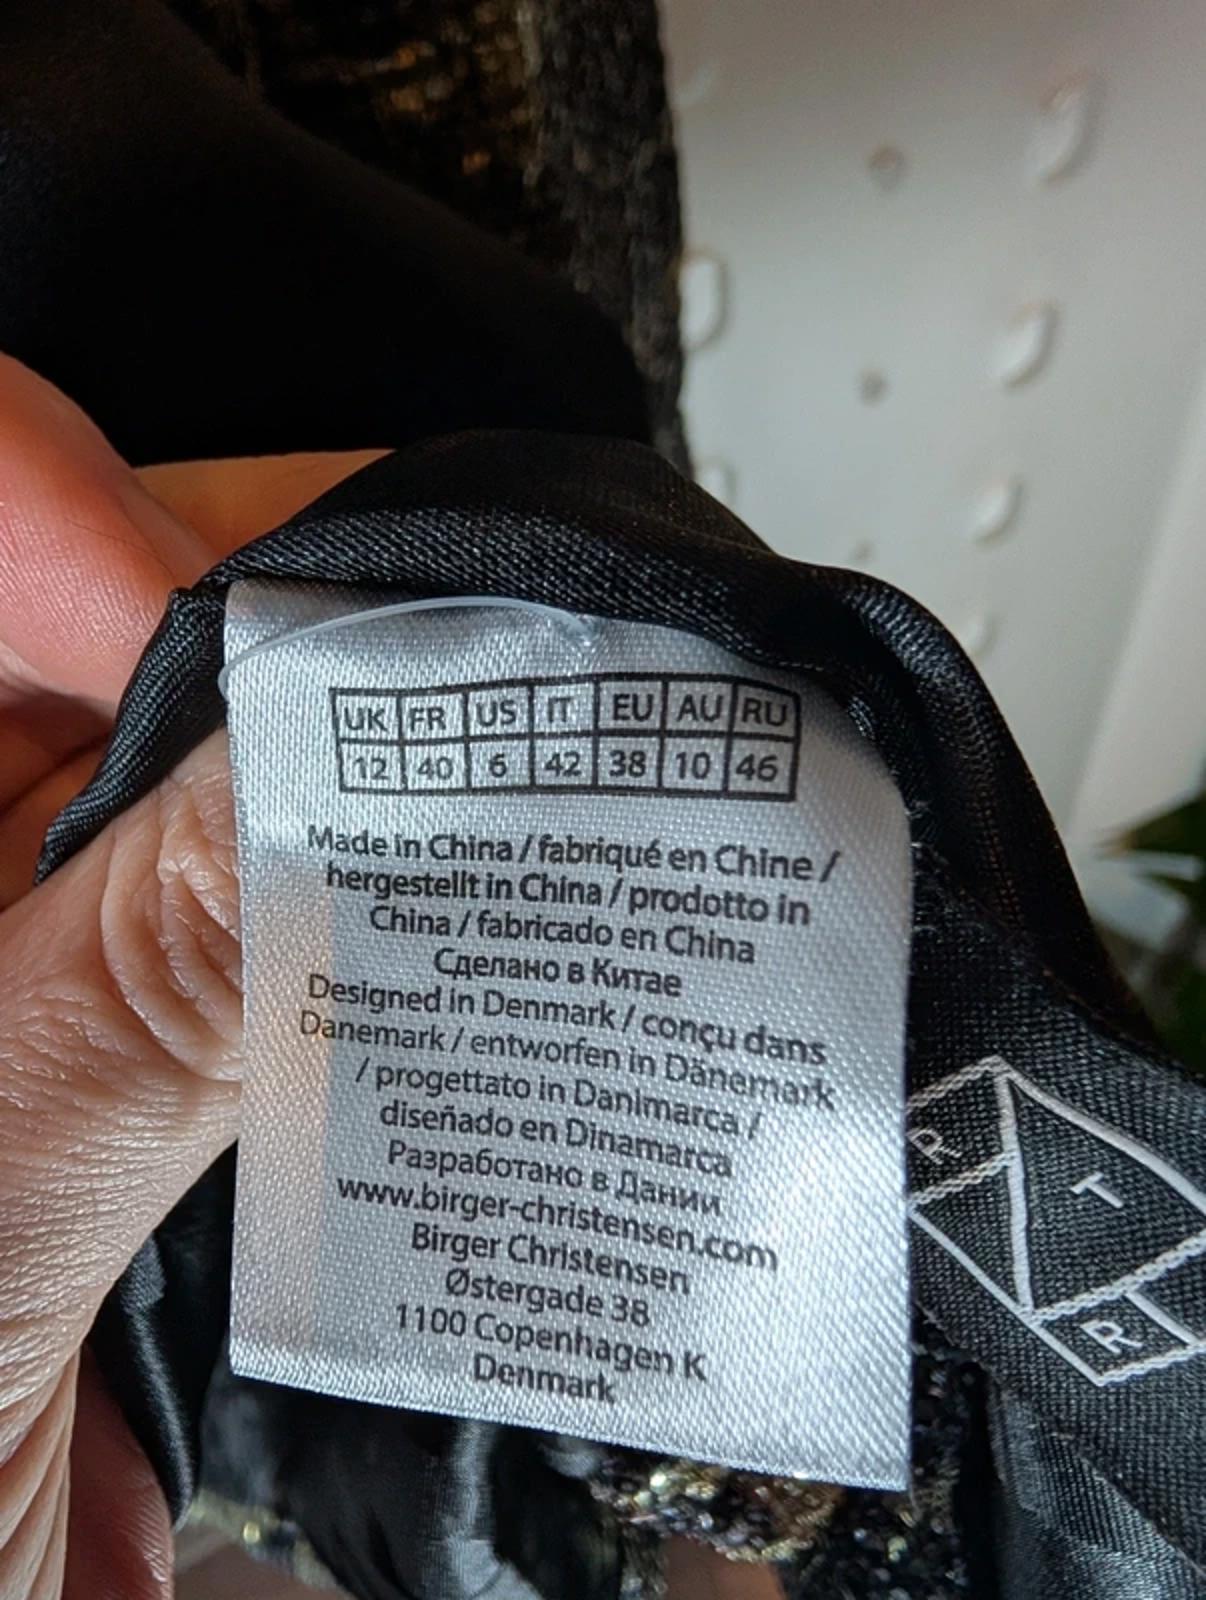 UK FR US IT EU AU RU
12 40 6 42 38 10 46
Made in China / fabriqué en Chine /
hergestellt in China / prodotto in
China / fabricado en China
Сделано в Китае
Designed in Denmark / conçu dans
Danemark / entworfen in Dänemark
/ progettato in Danimarca /
diseñado en Dinamarca
Разработано в Дании
www.birger-christensen.com
Birger Christensen
Østergade 38
1100 Copenhagen K
Denmark
R
T
R